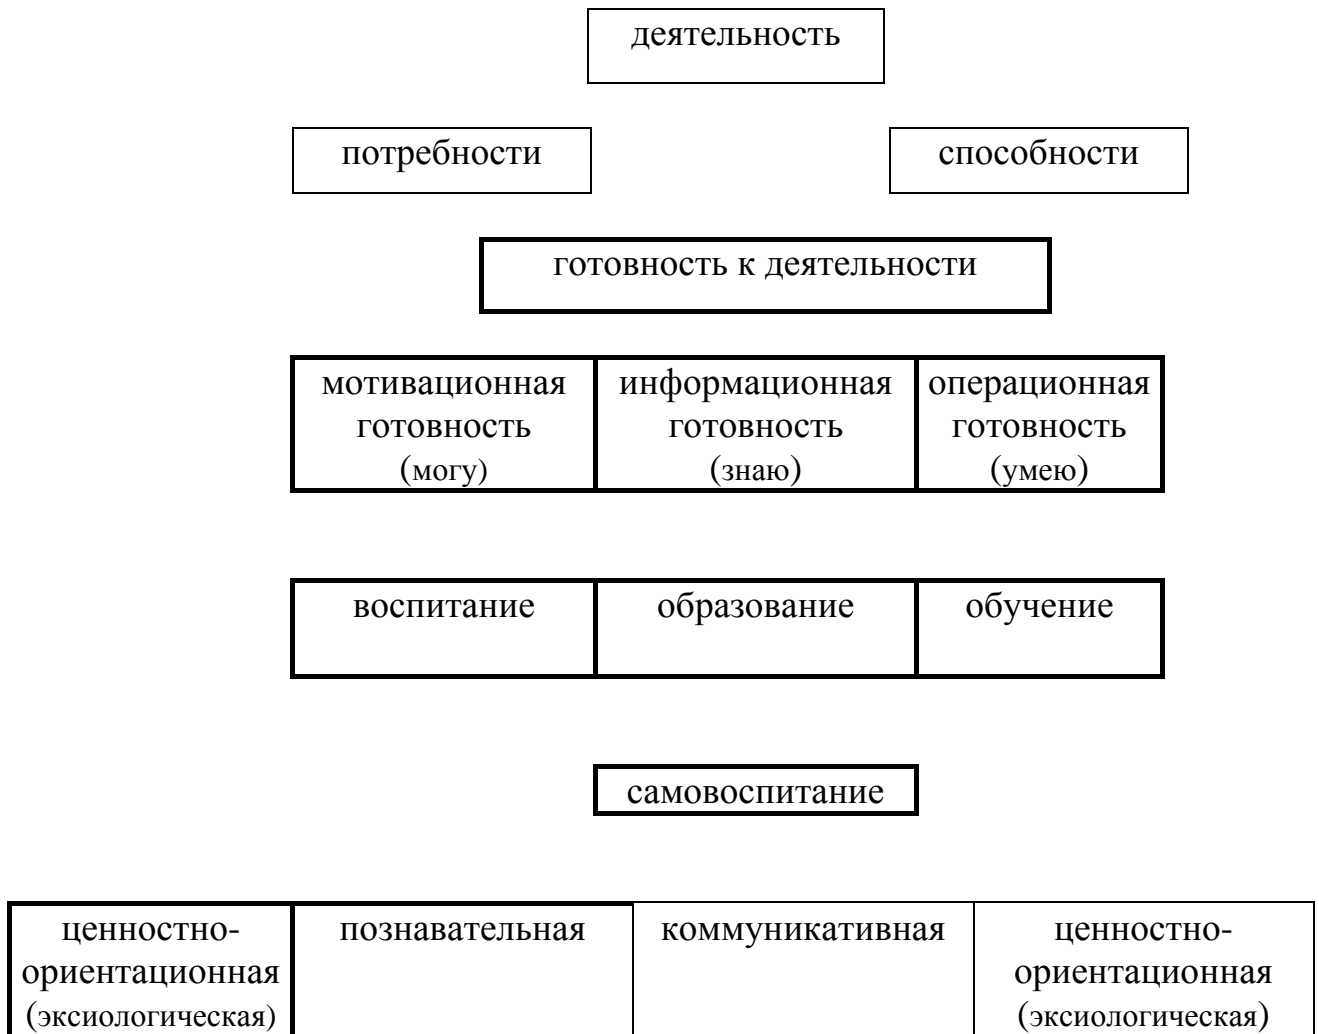 деятельность
потребности способности
готовность к деятельности
мотивационная информационная операционная
готовность готовность готовность
(могу) (знаю) (умею)
воспитание образование обучение
самовоспитание
ценностно- познавательная коммуникативная ценностно-
ориентационная ориентационная
(эксиологическая) (эксиологическая)